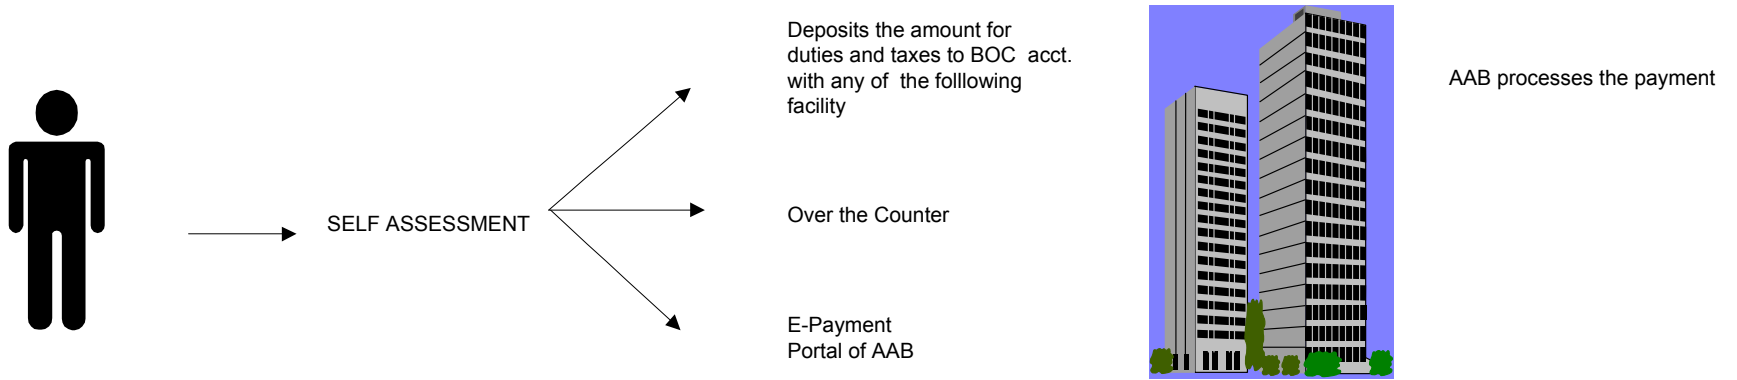 SELF ASSESSMENT
Deposits the amount for
duties and taxes to BOC acct.
with any of the folllowing
facility
Over the Counter
E-Payment
Portal of AAB
AAB processes the payment